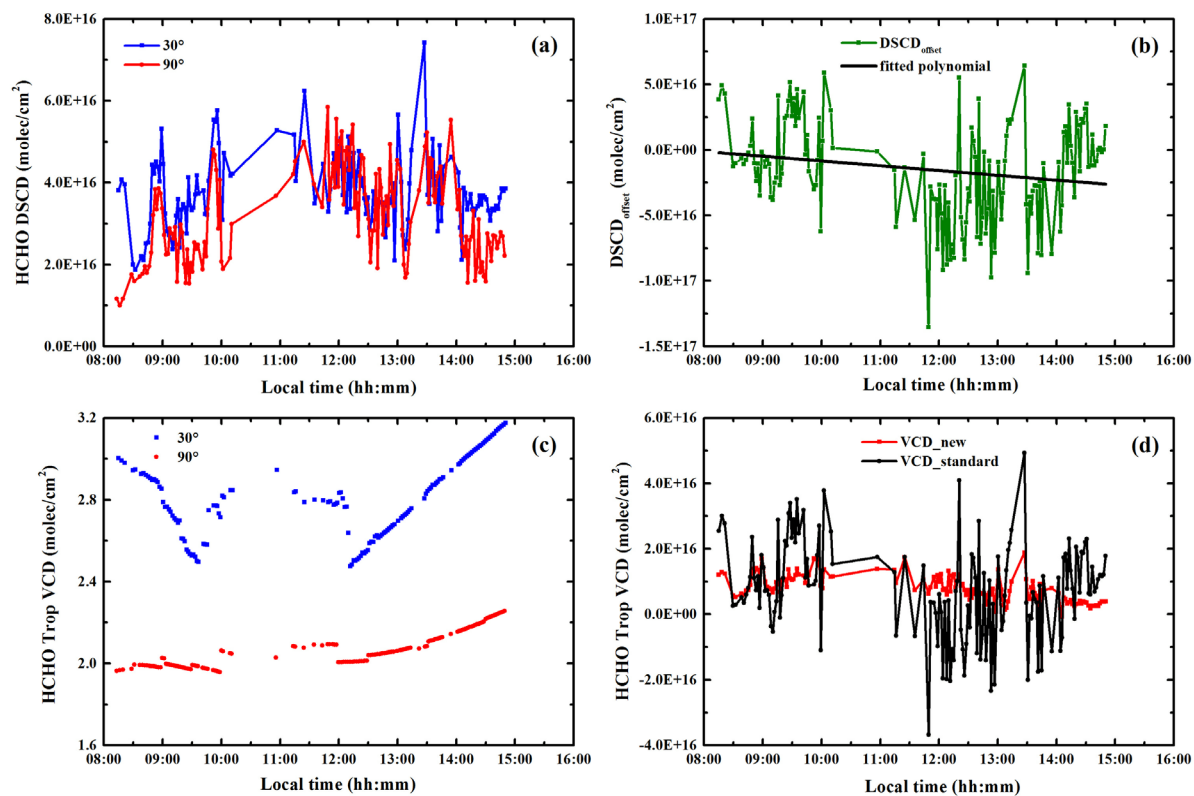 8.0E+16
6.0E+16
4.0E+16
2.0E+16
0.0E+00
HCHO DSCD (molec/cm²)
30°
90°
(a)
08:00 09:00 10:00 11:00 12:00 13:00 14:00 15:00 16:00
Local time (hh:mm)
1.0E+17
5.0E+16
0.0E+00
-5.0E+16
-1.0E+17
-1.5E+17
DSCD_offset (molec/cm²)
DSCD_offset
fitted polynomial
(b)
08:00 09:00 10:00 11:00 12:00 13:00 14:00 15:00 16:00
Local time (hh:mm)
3.2
2.8
2.4
2.0
1.6
HCHO Trop VCD (molec/cm²)
30°
90°
(c)
08:00 09:00 10:00 11:00 12:00 13:00 14:00 15:00 16:00
Local time (hh:mm)
6.0E+16
4.0E+16
2.0E+16
0.0E+00
-2.0E+16
-4.0E+16
HCHO Trop VCD (molec/cm²)
VCD_new
VCD_standard
(d)
08:00 09:00 10:00 11:00 12:00 13:00 14:00 15:00 16:00
Local time (hh:mm)